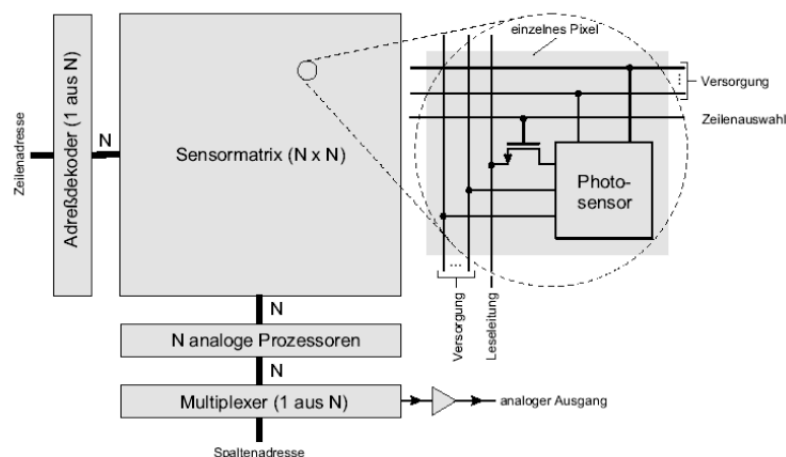 einzelnes Pixel
Versorgung
Zeilenauswahl
Photo-
sensor
...
Versorgung
Leseleitung
Zeilenadresse
Adreßdekoder (1 aus N)
N
Sensormatrix (N x N)
N
N analoge Prozessoren
N
Multiplexer (1 aus N)
analoger Ausgang
Spaltenadresse